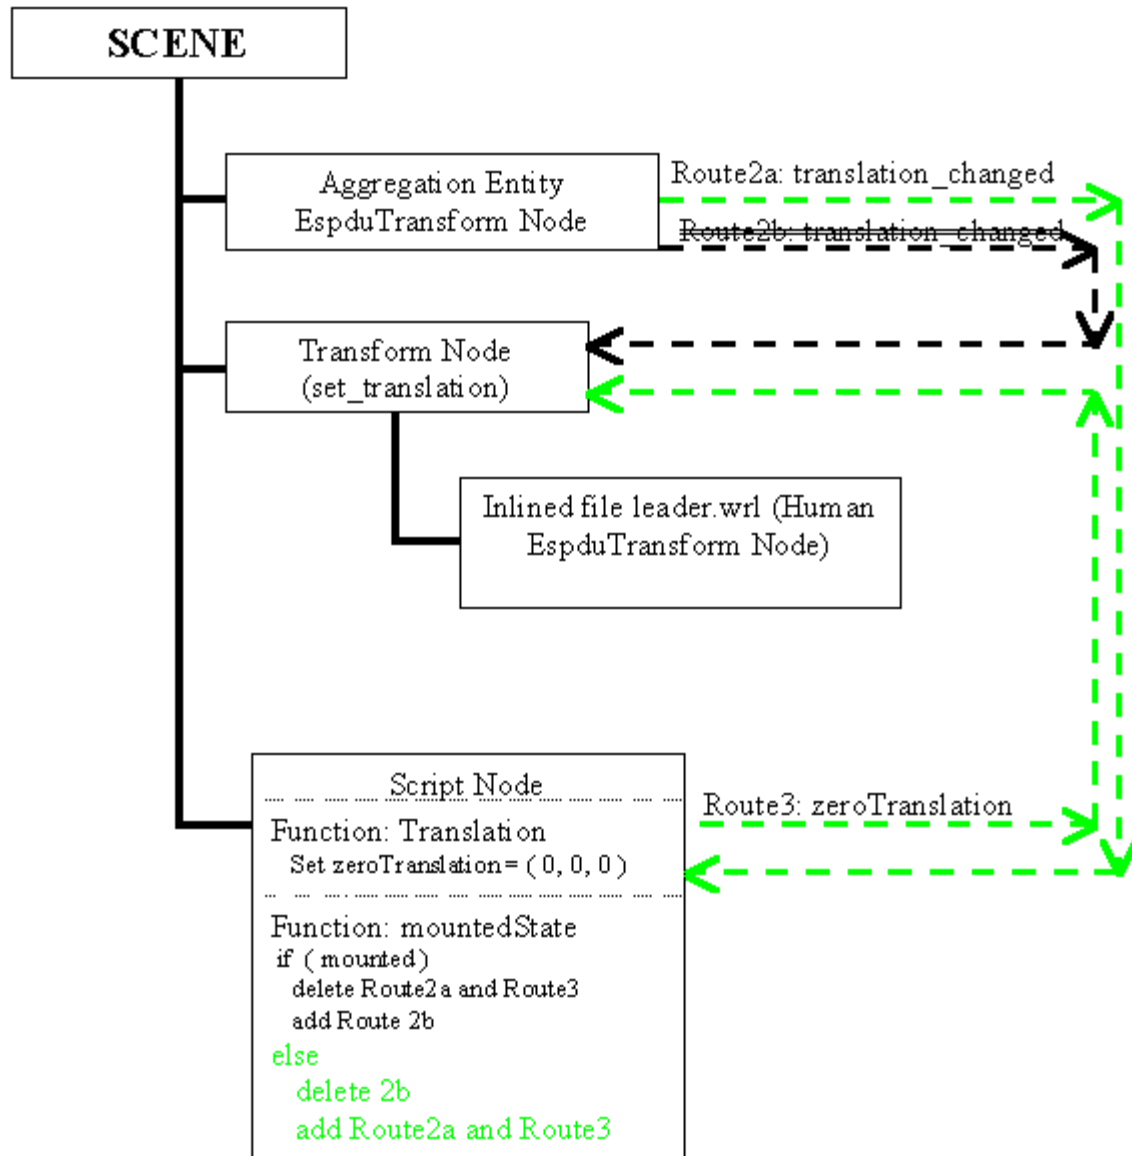 SCENE
Aggregation Entity
EspduTransform Node
Route2a: translation_changed
Route2b: translation_changed
Transform Node
(set_translation)
Inlined file leader.wrl (Human
EspduTransform Node)
Script Node
Function: Translation
Set zeroTranslation = ( 0, 0, 0 )
Route3: zeroTranslation
Function: mountedState
if ( mounted)
delete Route2a and Route3
add Route 2b
else
delete 2b
add Route2a and Route3